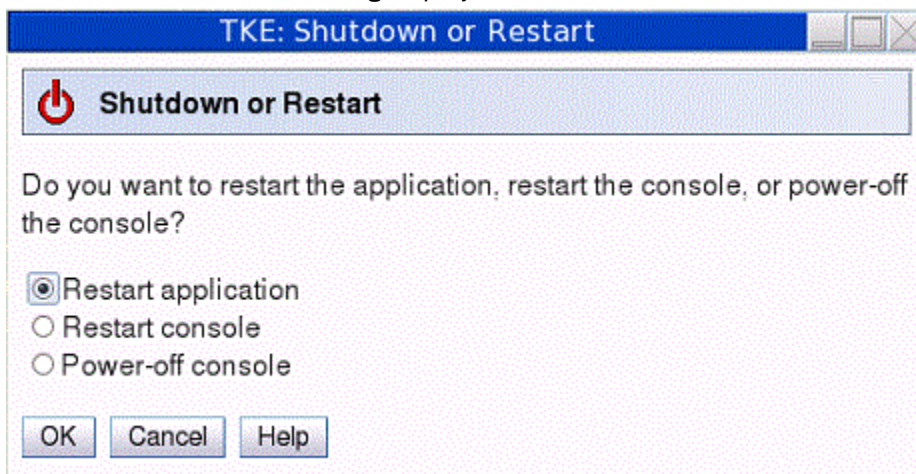 TKE: Shutdown or Restart
Shutdown or Restart
Do you want to restart the application, restart the console, or power-off
the console?
Restart application
Restart console
Power-off console
OK Cancel Help